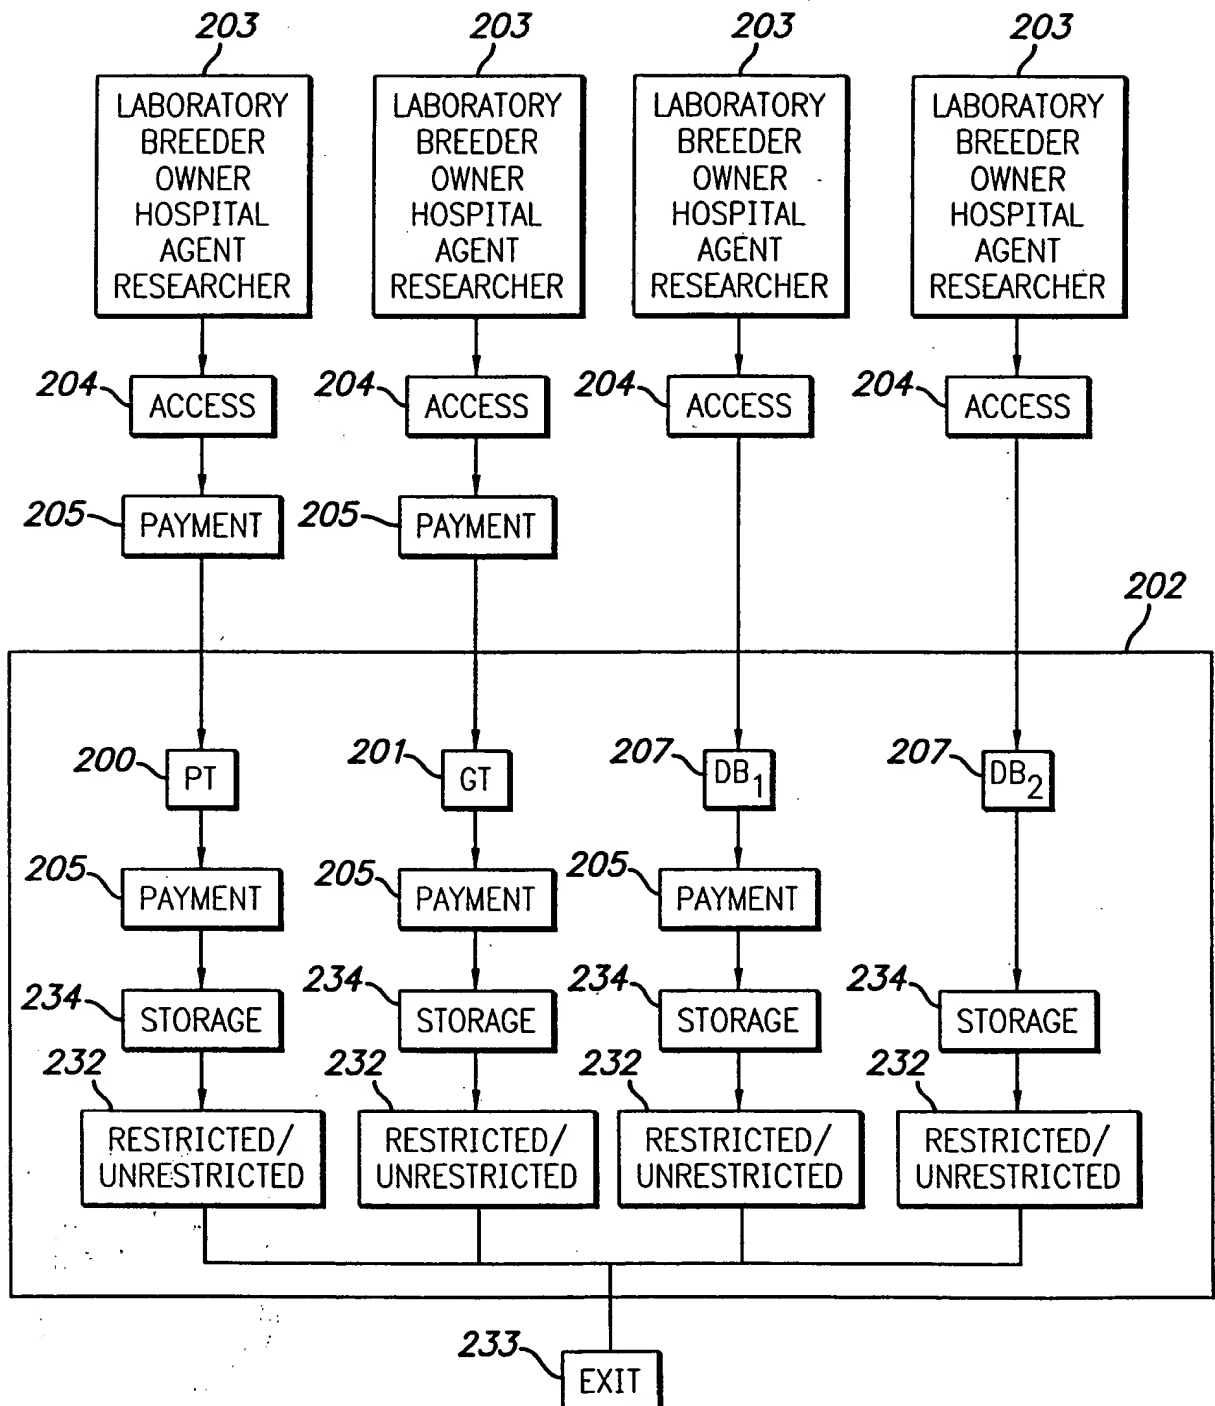 203 203 203 203
LABORATORY LABORATORY LABORATORY LABORATORY
BREEDER BREEDER BREEDER BREEDER
OWNER OWNER OWNER OWNER
HOSPITAL HOSPITAL HOSPITAL HOSPITAL
AGENT AGENT AGENT AGENT
RESEARCHER RESEARCHER RESEARCHER RESEARCHER
204 ACCESS 204 ACCESS 204 ACCESS 204 ACCESS
205 PAYMENT 205 PAYMENT
202
200 PT 201 GT 207 DB1 207 DB2
205 PAYMENT 205 PAYMENT 205 PAYMENT
234 STORAGE 234 STORAGE 234 STORAGE 234 STORAGE
232 232 232 232
RESTRICTED/ RESTRICTED/ RESTRICTED/ RESTRICTED/
UNRESTRICTED UNRESTRICTED UNRESTRICTED UNRESTRICTED
233 EXIT